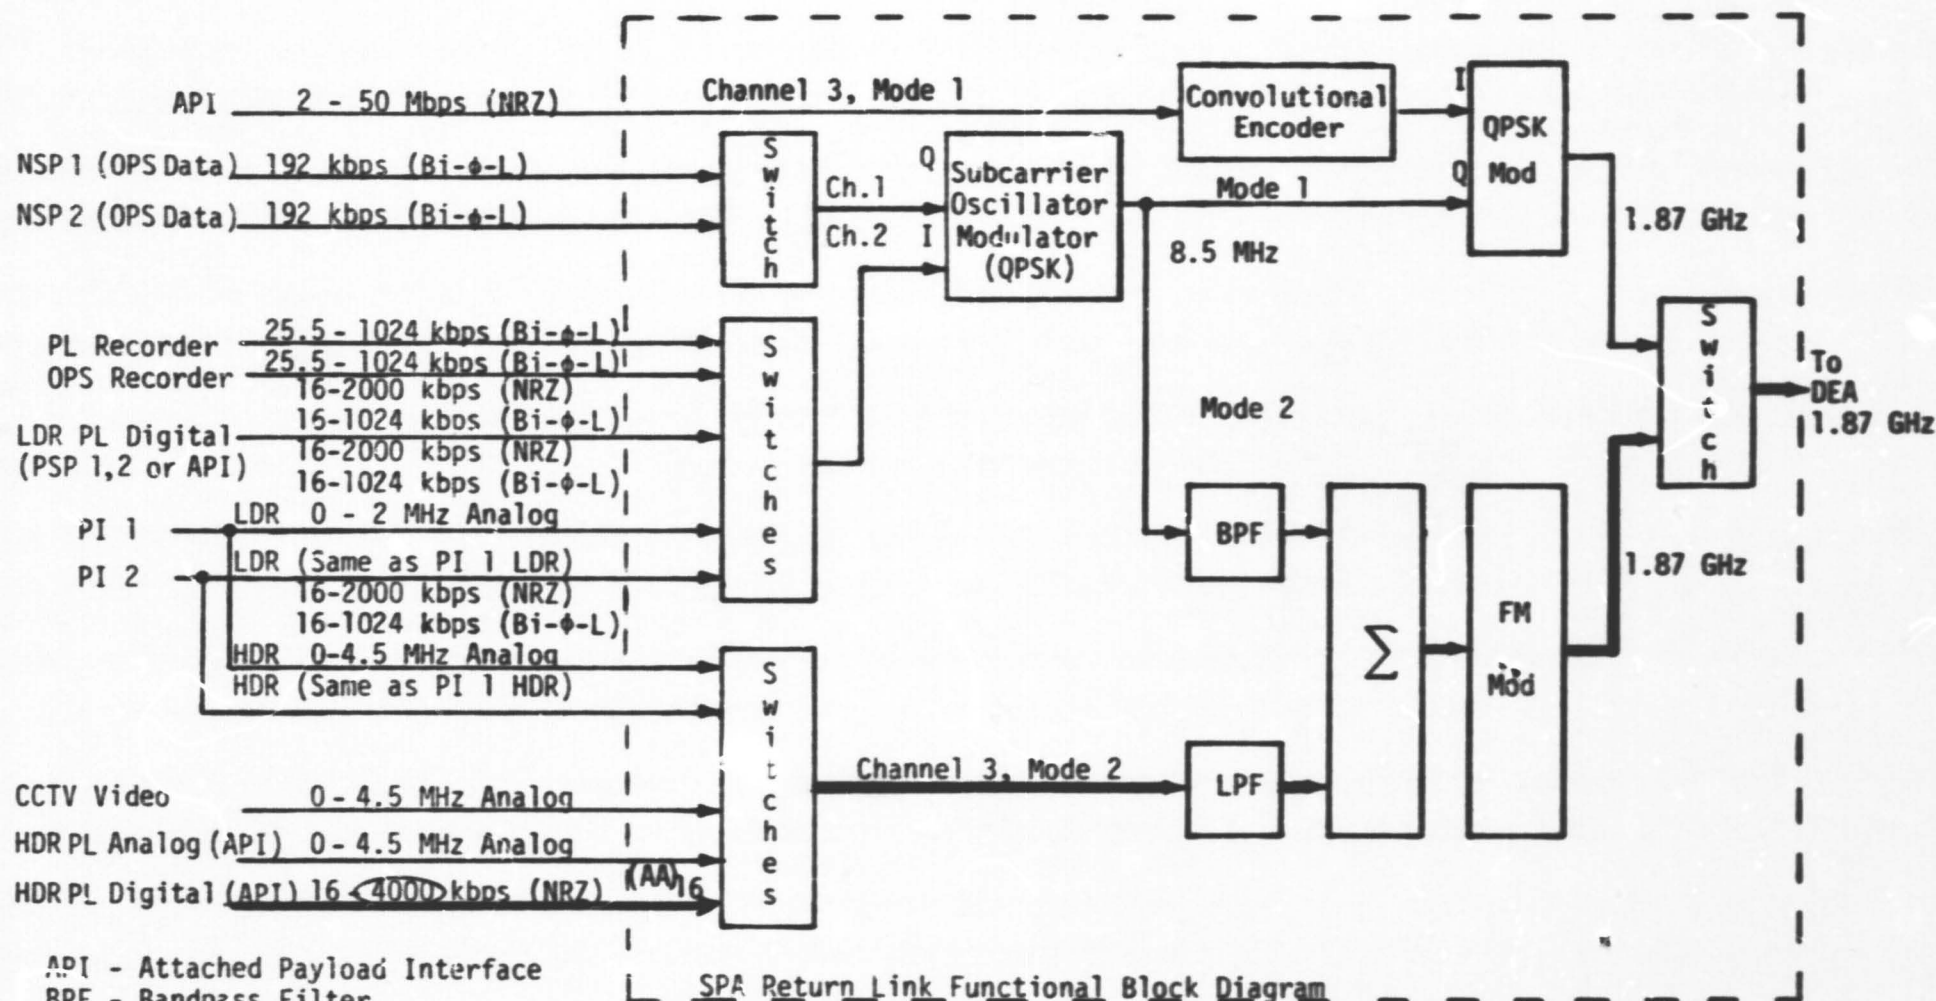 Channel 3, Mode 1
API 2 - 50 Mbps (NRZ)
Convolutional
Encoder
I
QPSK
Q Mod
NSP 1 (OPS Data) 192 kbps (Bi-ϕ-L)
NSP 2 (OPS Data) 192 kbps (Bi-ϕ-L)
Switch
Ch.1
Ch.2
Q
I
Subcarrier
Oscillator
Modulator
(QPSK)
Mode 1
8.5 MHz
1.87 GHz
PL Recorder 25.5 - 1024 kbps (Bi-ϕ-L)
OPS Recorder 25.5 - 1024 kbps (Bi-ϕ-L)
16-2000 kbps (NRZ)
LDR PL Digital 16-1024 kbps (Bi-ϕ-L)
(PSP 1,2 or API) 16-2000 kbps (NRZ)
16-1024 kbps (Bi-ϕ-L)
PI 1 LDR 0 - 2 MHz Analog
PI 2 LDR (Same as PI 1 LDR)
16-2000 kbps (NRZ)
16-1024 kbps (Bi-ϕ-L)
HDR 0-4.5 MHz Analog
HDR (Same as PI 1 HDR)
Switches
Mode 2
BPF
Σ
FM
Mod
1.87 GHz
Switch
To
DEA
1.87 GHz
CCTV Video 0 - 4.5 MHz Analog
HDR PL Analog (API) 0 - 4.5 MHz Analog
HDR PL Digital (API) 16 - 4000 kbps (NRZ) (AA) 16
Switches
Channel 3, Mode 2
LPF
API - Attached Payload Interface
BPF - Bandpass Filter
SPA Return Link Functional Block Diagram